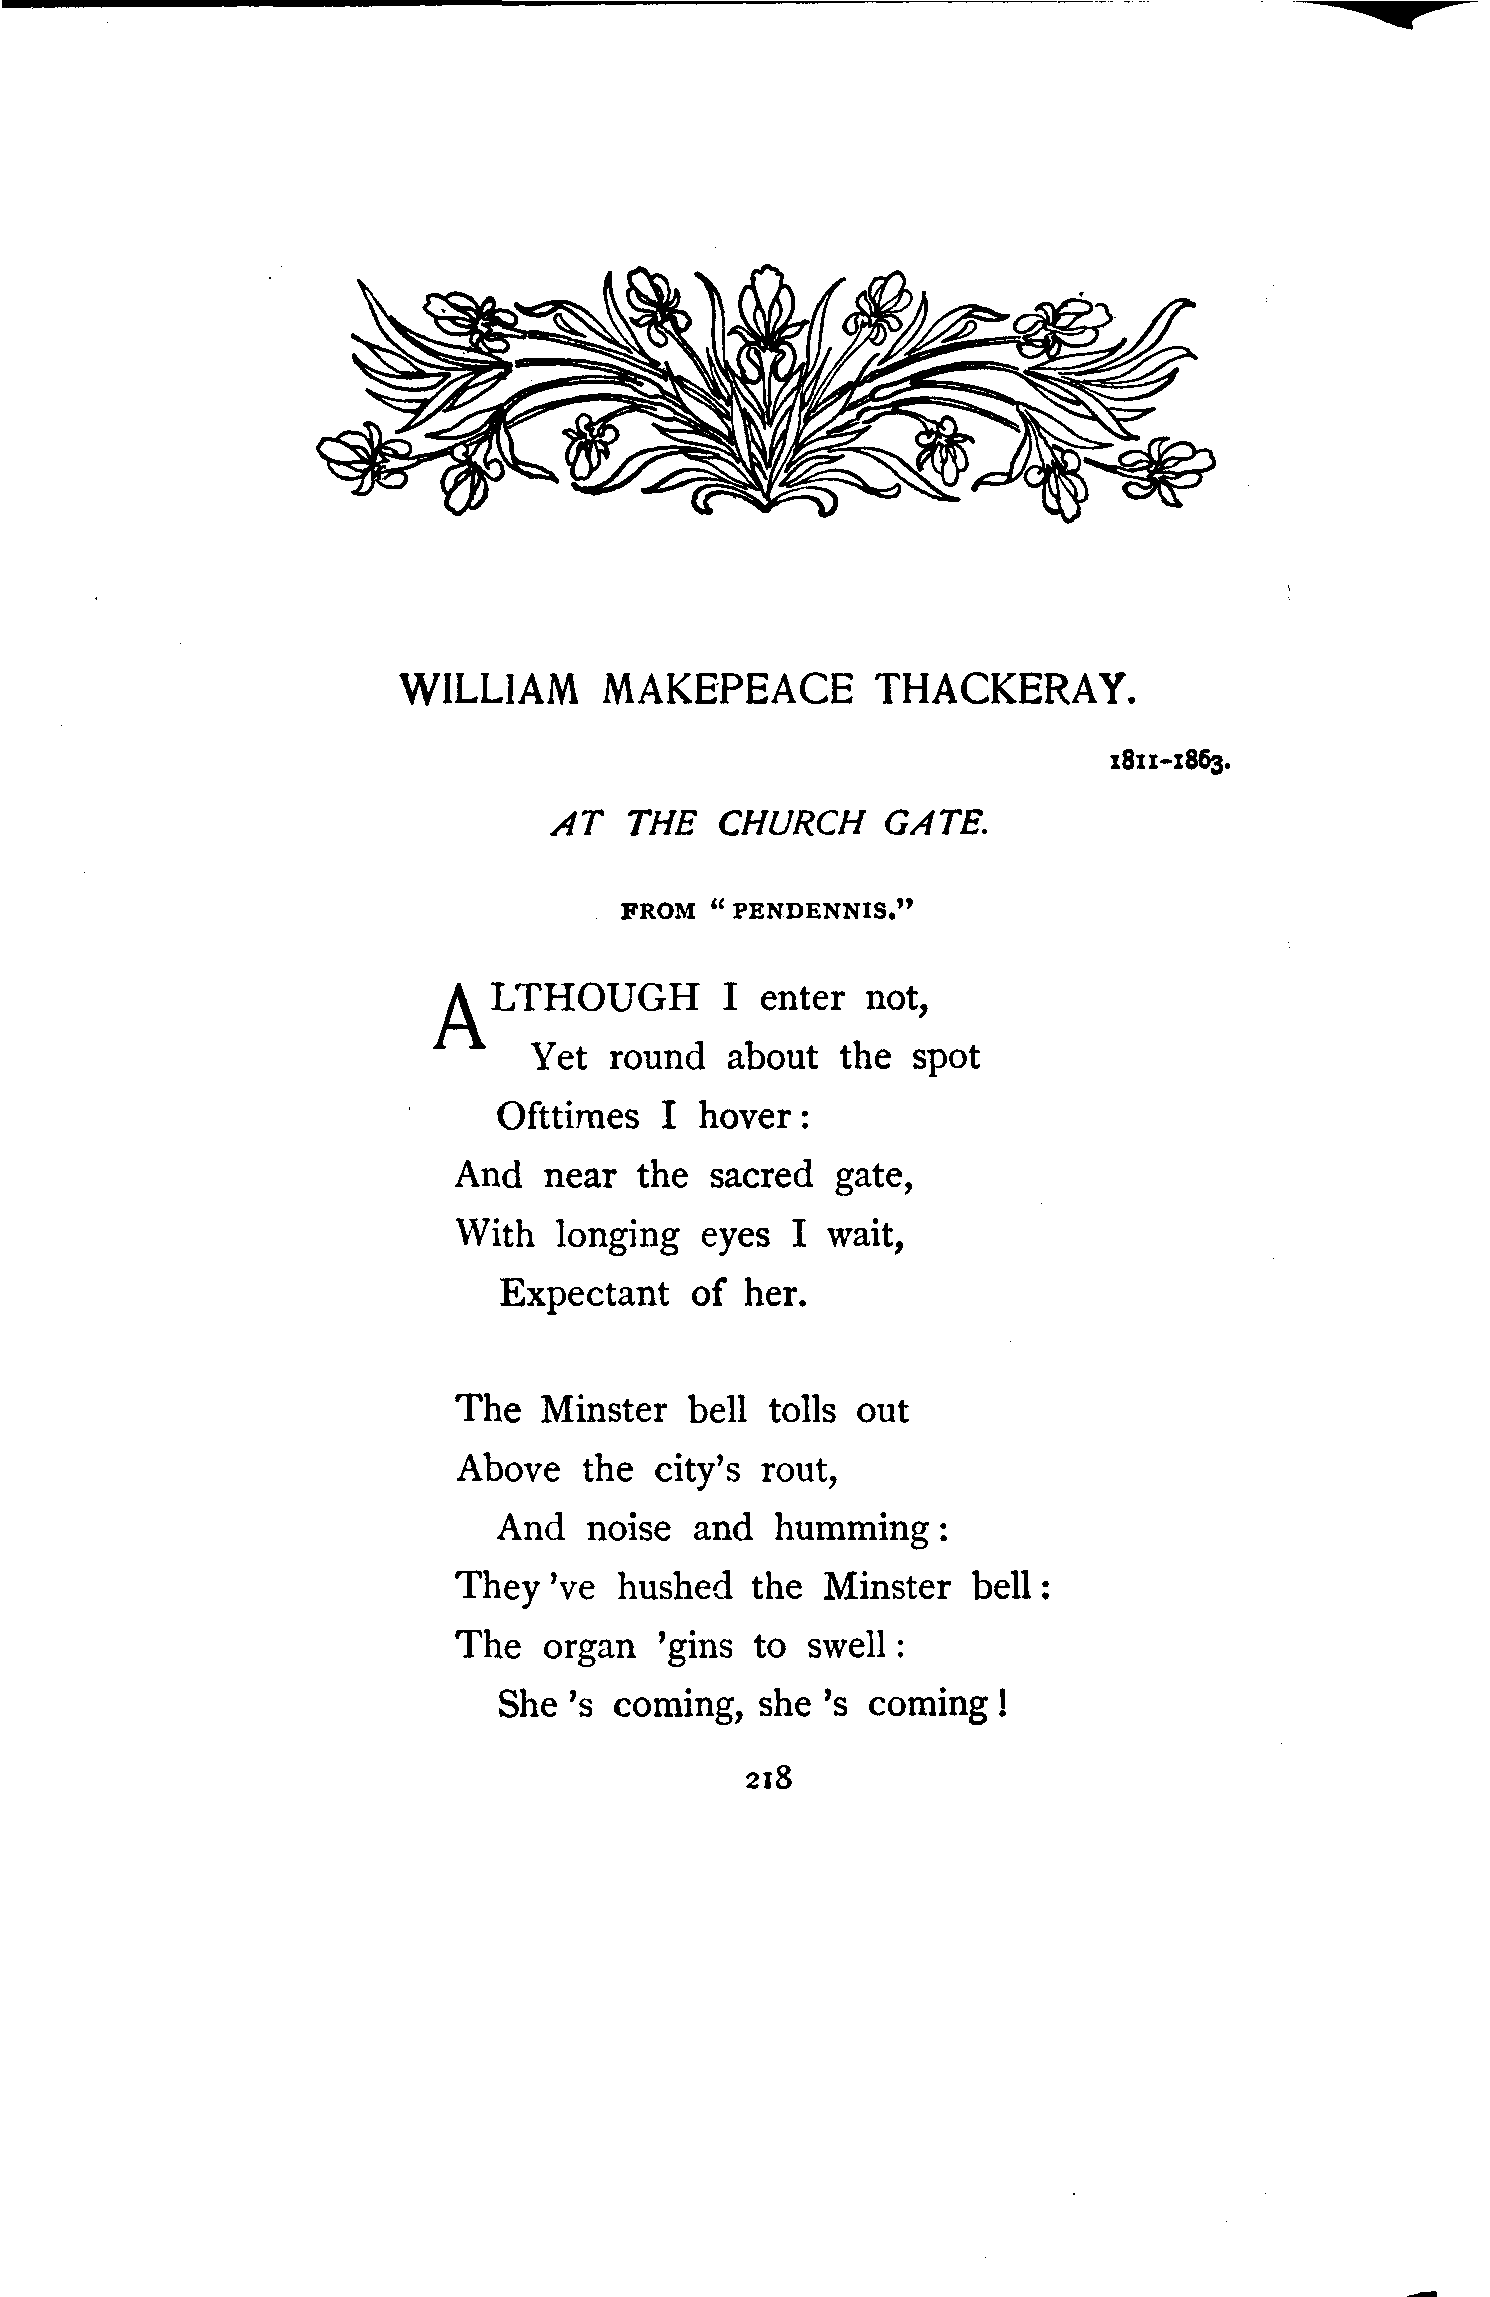 WILLIAM MAKEPEACE THACKERAY.
1811–1863.
AT THE CHURCH GATE.
FROM “PENDENNIS.”
ALTHOUGH I enter not,
Yet round about the spot
Ofttimes I hover:
And near the sacred gate,
With longing eyes I wait,
Expectant of her.
The Minster bell tolls out
Above the city’s rout,
And noise and humming:
They ’ve hushed the Minster bell:
The organ ’gins to swell:
She ’s coming, she ’s coming!
218